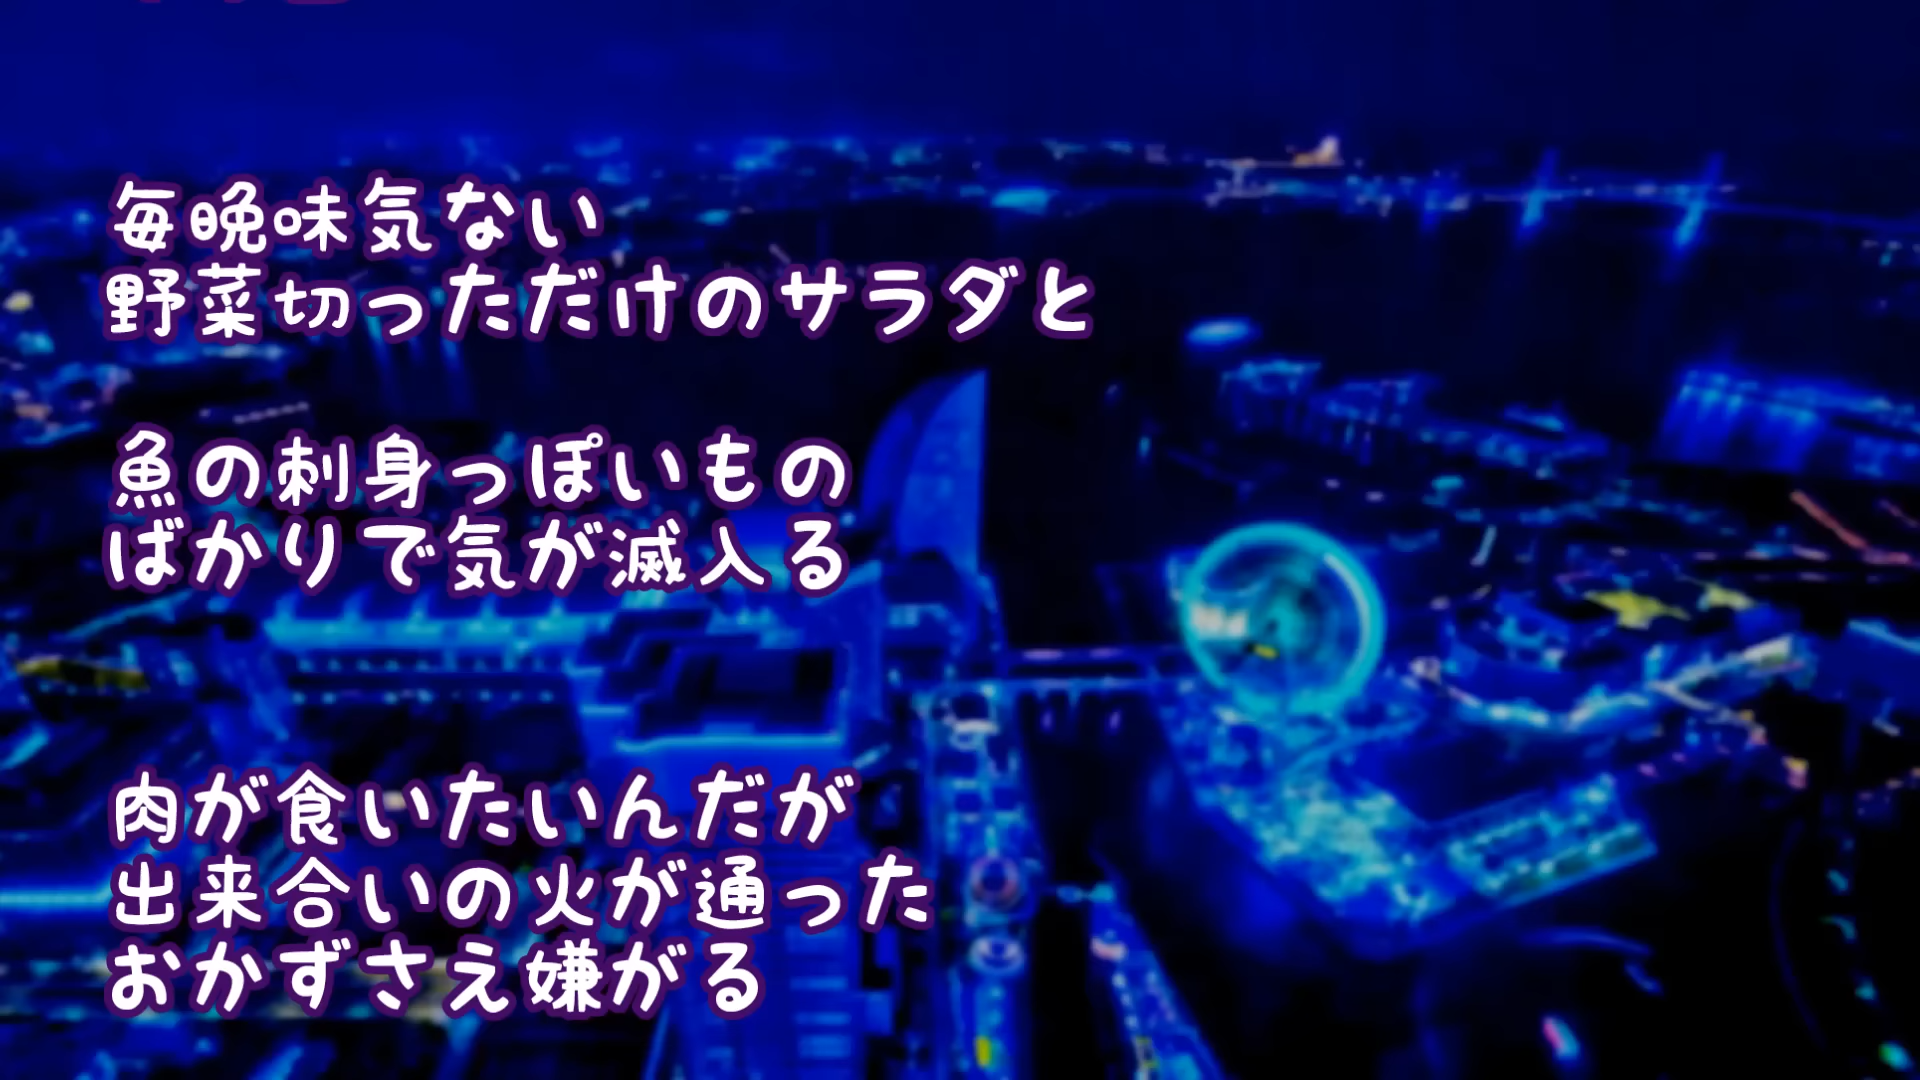 毎晩味気ない
野菜切っただけのサラダと
魚の刺身っぽいもの
ばかりで気が滅入る
肉が食いたいんだが
出来合いの火が通った
おかずさえ嫌がる